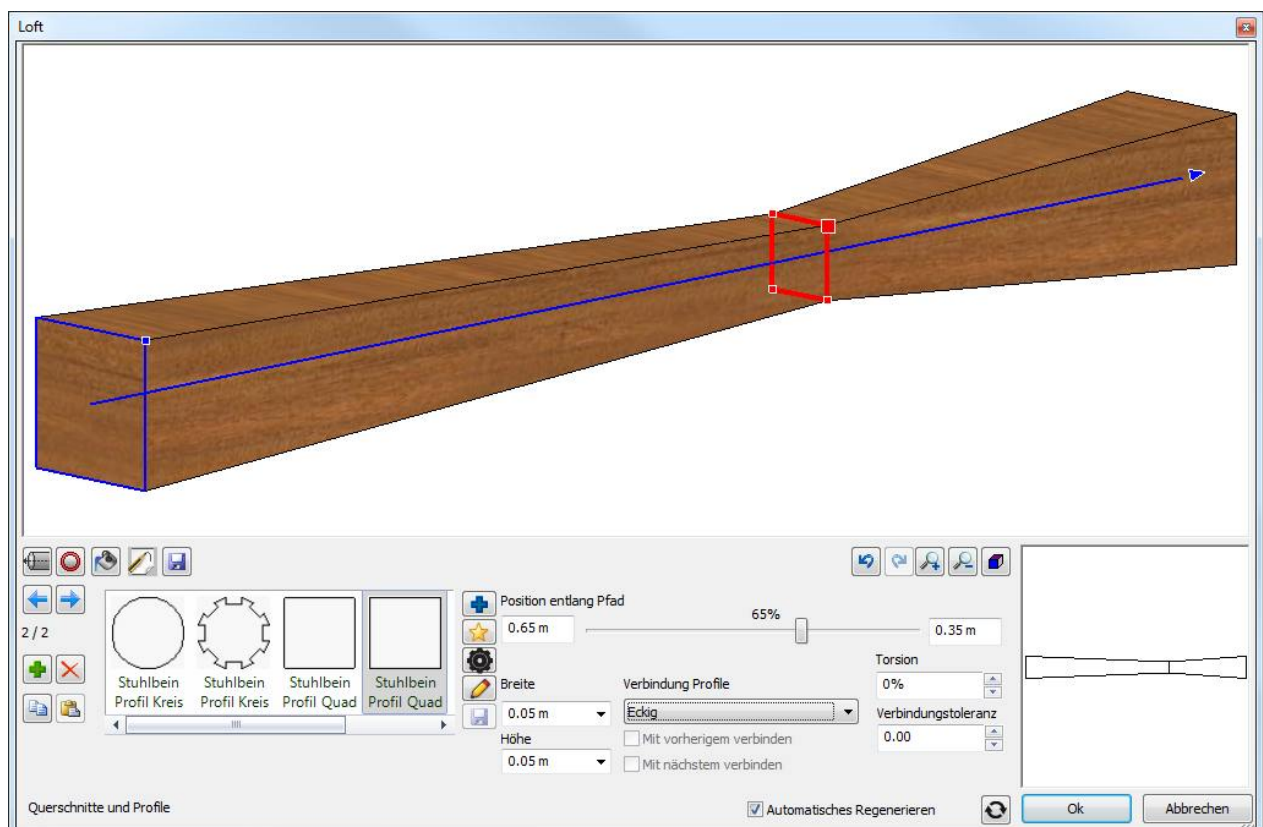 Loft
2 / 2
Stuhlbein
Profil Kreis
Stuhlbein
Profil Kreis
Stuhlbein
Profil Quad
Stuhlbein
Profil Quad
Position entlang Pfad
0.65 m
65%
0.35 m
Torsion
0%
Breite
0.05 m
Verbindung Profile
Eckig
Verbindungstoleranz
0.00
Höhe
0.05 m
Mit vorherigem verbinden
Mit nächstem verbinden
Querschnitte und Profile
Automatisches Regenerieren
Ok
Abbrechen